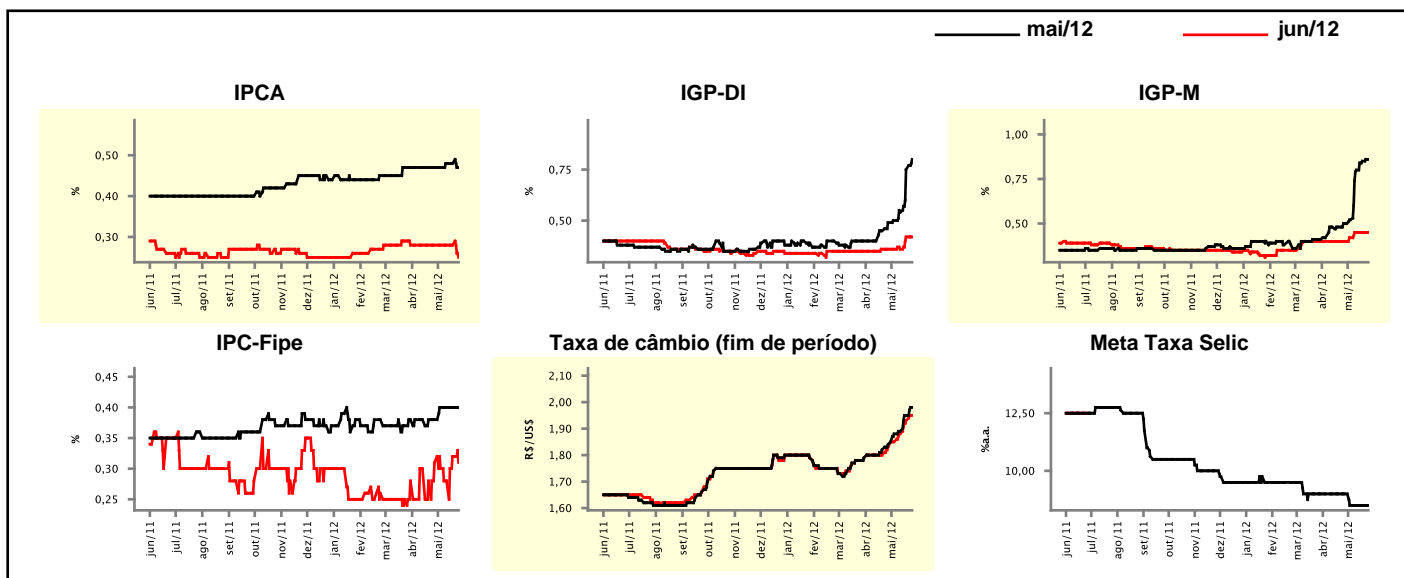 mai/12 jun/12
IPCA
%
0,50
0,40
0,30
jun/11 jul/11 ago/11 set/11 out/11 nov/11 dez/11 jan/12 fev/12 mar/12 abr/12 mai/12
IGP-DI
%
0,75
0,50
jun/11 jul/11 ago/11 set/11 out/11 nov/11 dez/11 jan/12 fev/12 mar/12 abr/12 mai/12
IGP-M
%
1,00
0,75
0,50
jun/11 jul/11 ago/11 set/11 out/11 nov/11 dez/11 jan/12 fev/12 mar/12 abr/12 mai/12
IPC-Fipe
%
0,45
0,40
0,35
0,30
0,25
jun/11 jul/11 ago/11 set/11 out/11 nov/11 dez/11 jan/12 fev/12 mar/12 abr/12 mai/12
Taxa de câmbio (fim de período)
R$/US$
2,10
2,00
1,90
1,80
1,70
1,60
jun/11 jul/11 ago/11 set/11 out/11 nov/11 dez/11 jan/12 fev/12 mar/12 abr/12 mai/12
Meta Taxa Selic
%a.a.
12,50
10,00
jun/11 jul/11 ago/11 set/11 out/11 nov/11 dez/11 jan/12 fev/12 mar/12 abr/12 mai/12